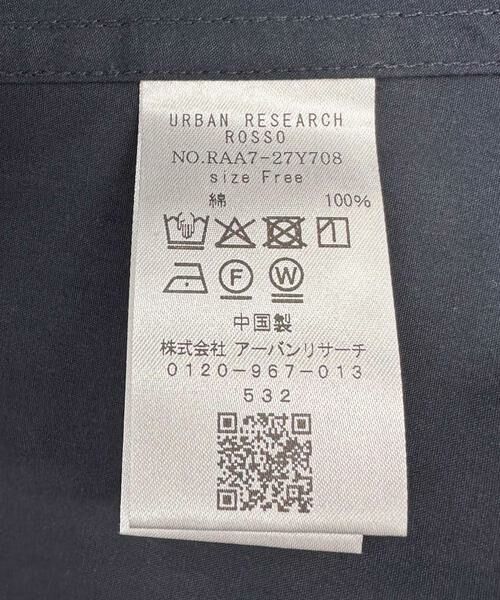 URBAN RESEARCH
ROSSO
NO.RAA7-27Y708
size Free
綿 100%
F W
中国製
株式会社 アーバンリサーチ
0120-967-013
532